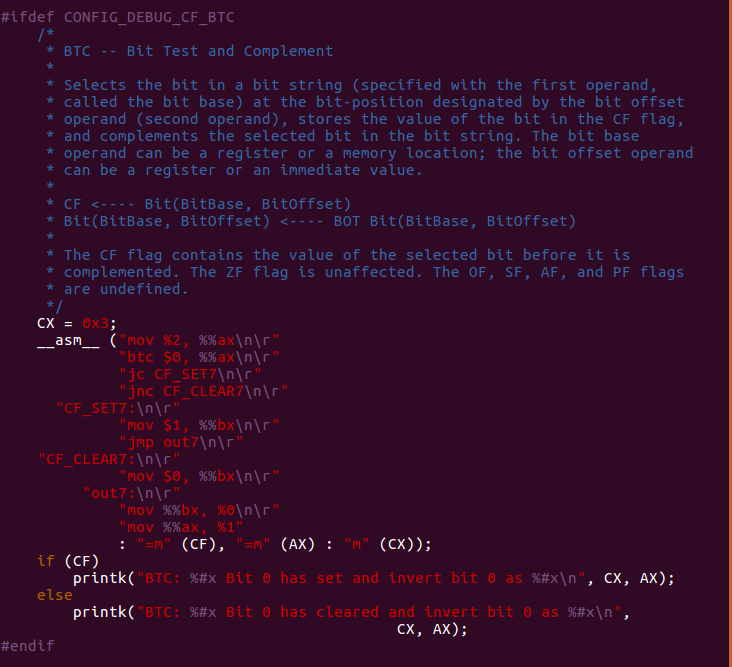 #ifdef CONFIG_DEBUG_CF_BTC
    /*
     * BTC -- Bit Test and Complement
     *
     * Selects the bit in a bit string (specified with the first operand,
     * called the bit base) at the bit-position designated by the bit offset
     * operand (second operand), stores the value of the bit in the CF flag,
     * and complements the selected bit in the bit string. The bit base
     * operand can be a register or a memory location; the bit offset operand
     * can be a register or an immediate value.
     *
     * CF <---- Bit(BitBase, BitOffset)
     * Bit(BitBase, BitOffset) <---- BOT Bit(BitBase, BitOffset)
     *
     * The CF flag contains the value of the selected bit before it is
     * complemented. The ZF flag is unaffected. The OF, SF, AF, and PF flags
     * are undefined.
     */
    CX = 0x3;
    __asm__ ("mov %2, %%ax\n\r"
             "btc $0, %%ax\n\r"
             "jc CF_SET7\n\r"
             "jnc CF_CLEAR7\n\r"
      "CF_SET7:\n\r"
             "mov $1, %%bx\n\r"
             "jmp out7\n\r"
    "CF_CLEAR7:\n\r"
             "mov $0, %%bx\n\r"
         "out7:\n\r"
             "mov %%bx, %0\n\r"
             "mov %%ax, %1"
             : "=m" (CF), "=m" (AX) : "m" (CX));
    if (CF)
        printk("BTC: %#x Bit 0 has set and invert bit 0 as %#x\n", CX, AX);
    else
        printk("BTC: %#x Bit 0 has cleared and invert bit 0 as %#x\n",
                                            CX, AX);
#endif